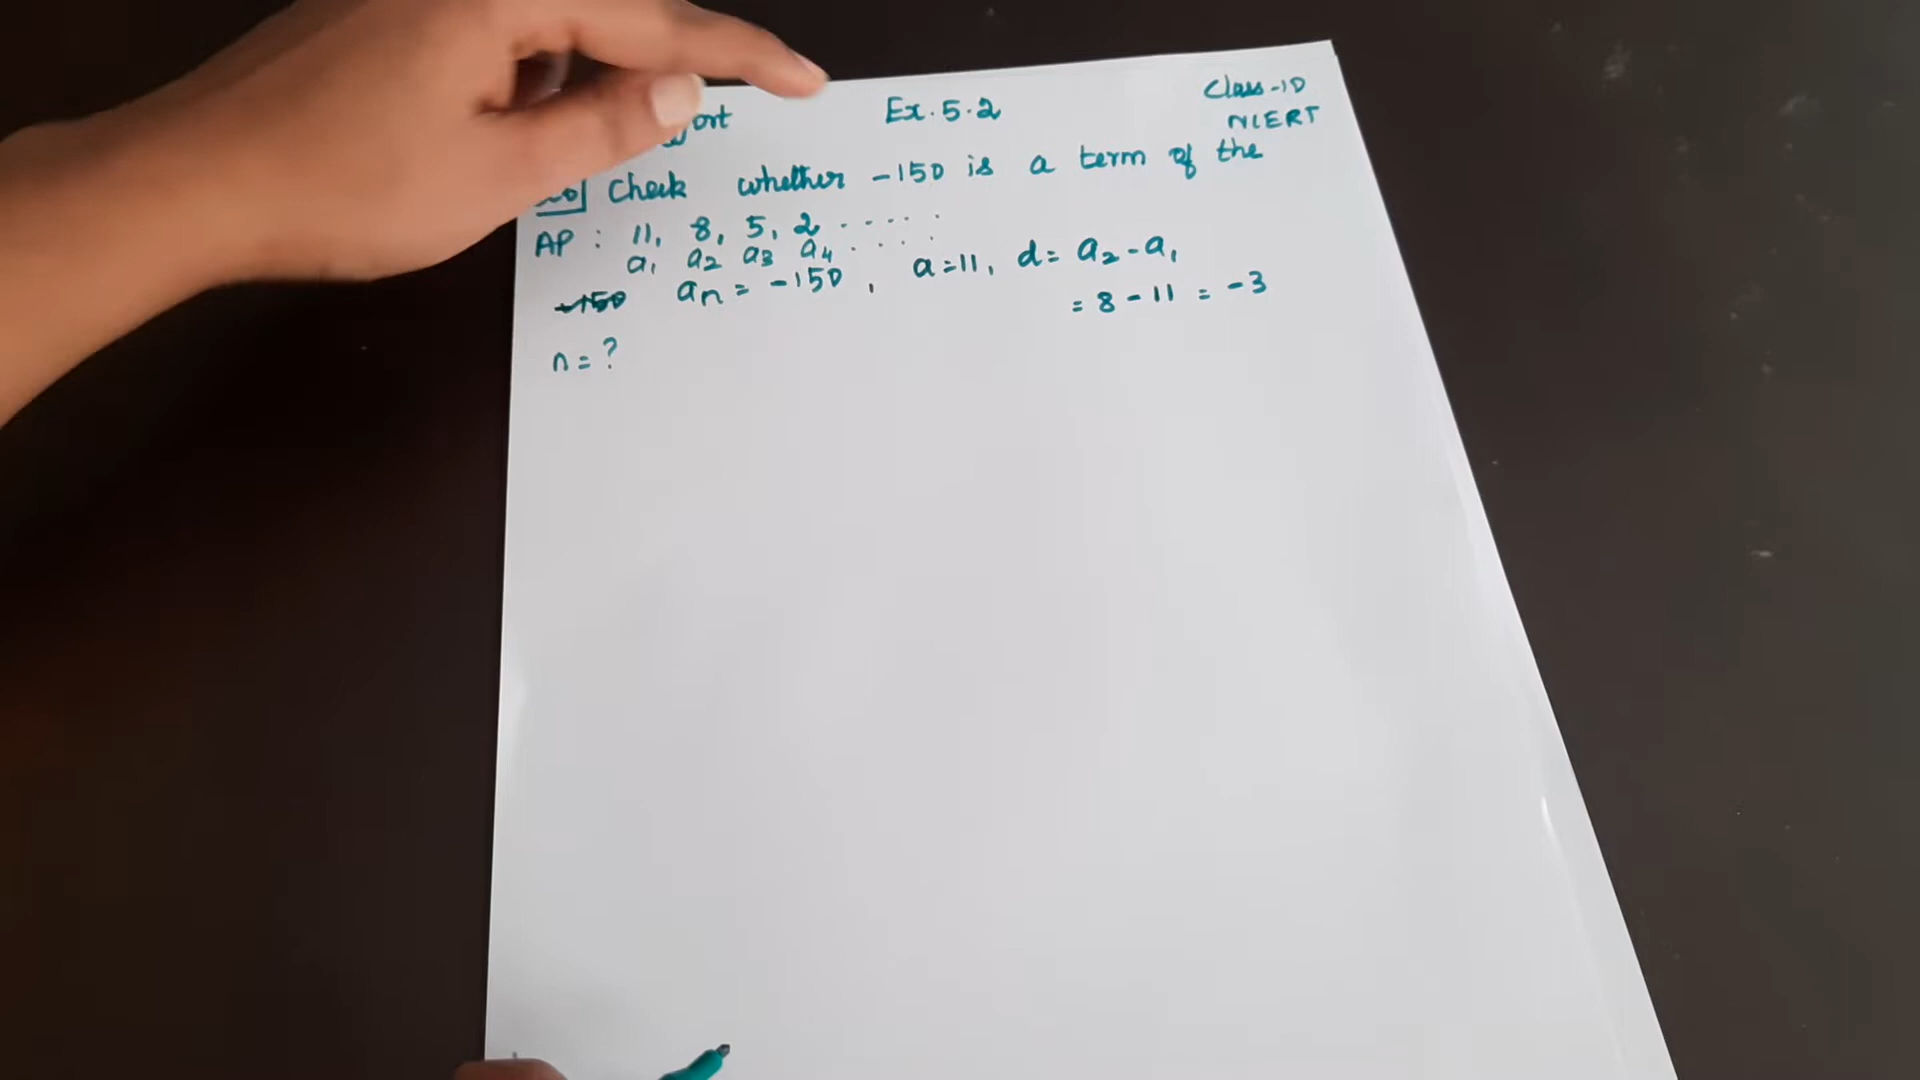 Ex. 5.2
Class-10
NCERT
Check whether -150 is a term of the
AP : 11, 8, 5, 2 .....
a1 a2 a3 a4 .....
-150 an = -150 , a=11, d= a2-a1
= 8-11 = -3
n = ?